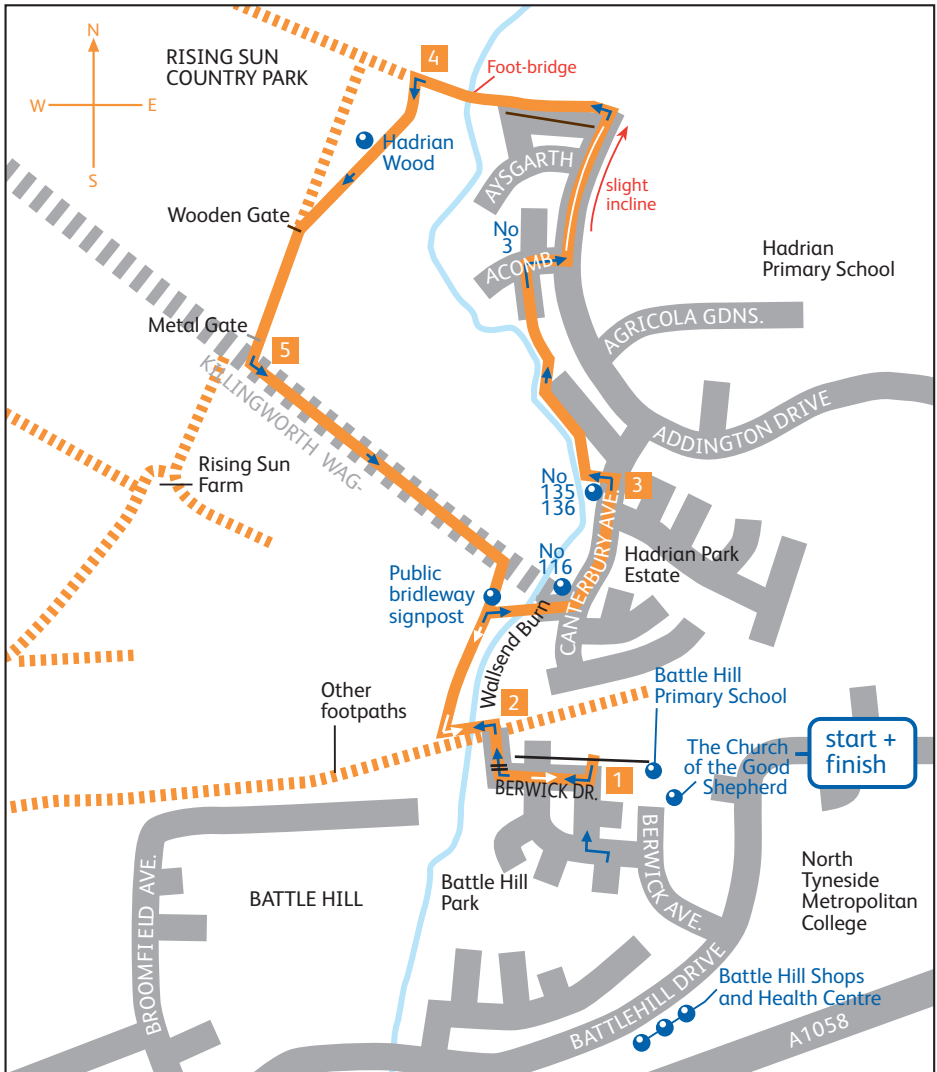 N
W
E
S
RISING SUN
COUNTRY PARK
4
Foot-bridge
Hadrian
Wood
AYSGARTH
slight
incline
Wooden Gate
No
3
ACOMB
Hadrian
Primary School
Metal Gate
5
AGRICOLA GDNS.
KILLINGWORTH WAG-
ADDINGTON DRIVE
Rising Sun
Farm
No
135
136
3
CANTERBURY AVE.
No
116
Hadrian Park
Estate
Public
bridleway
signpost
Wallsend Burn
Other
footpaths
2
Battle Hill
Primary School
The Church
of the Good
Shepherd
start +
finish
1
BERWICK DR.
BERWICK AVE.
BROOMFIELD AVE.
BATTLE HILL
Battle Hill
Park
North
Tyneside
Metropolitan
College
BATTLEHILL DRIVE
Battle Hill Shops
and Health Centre
A1058